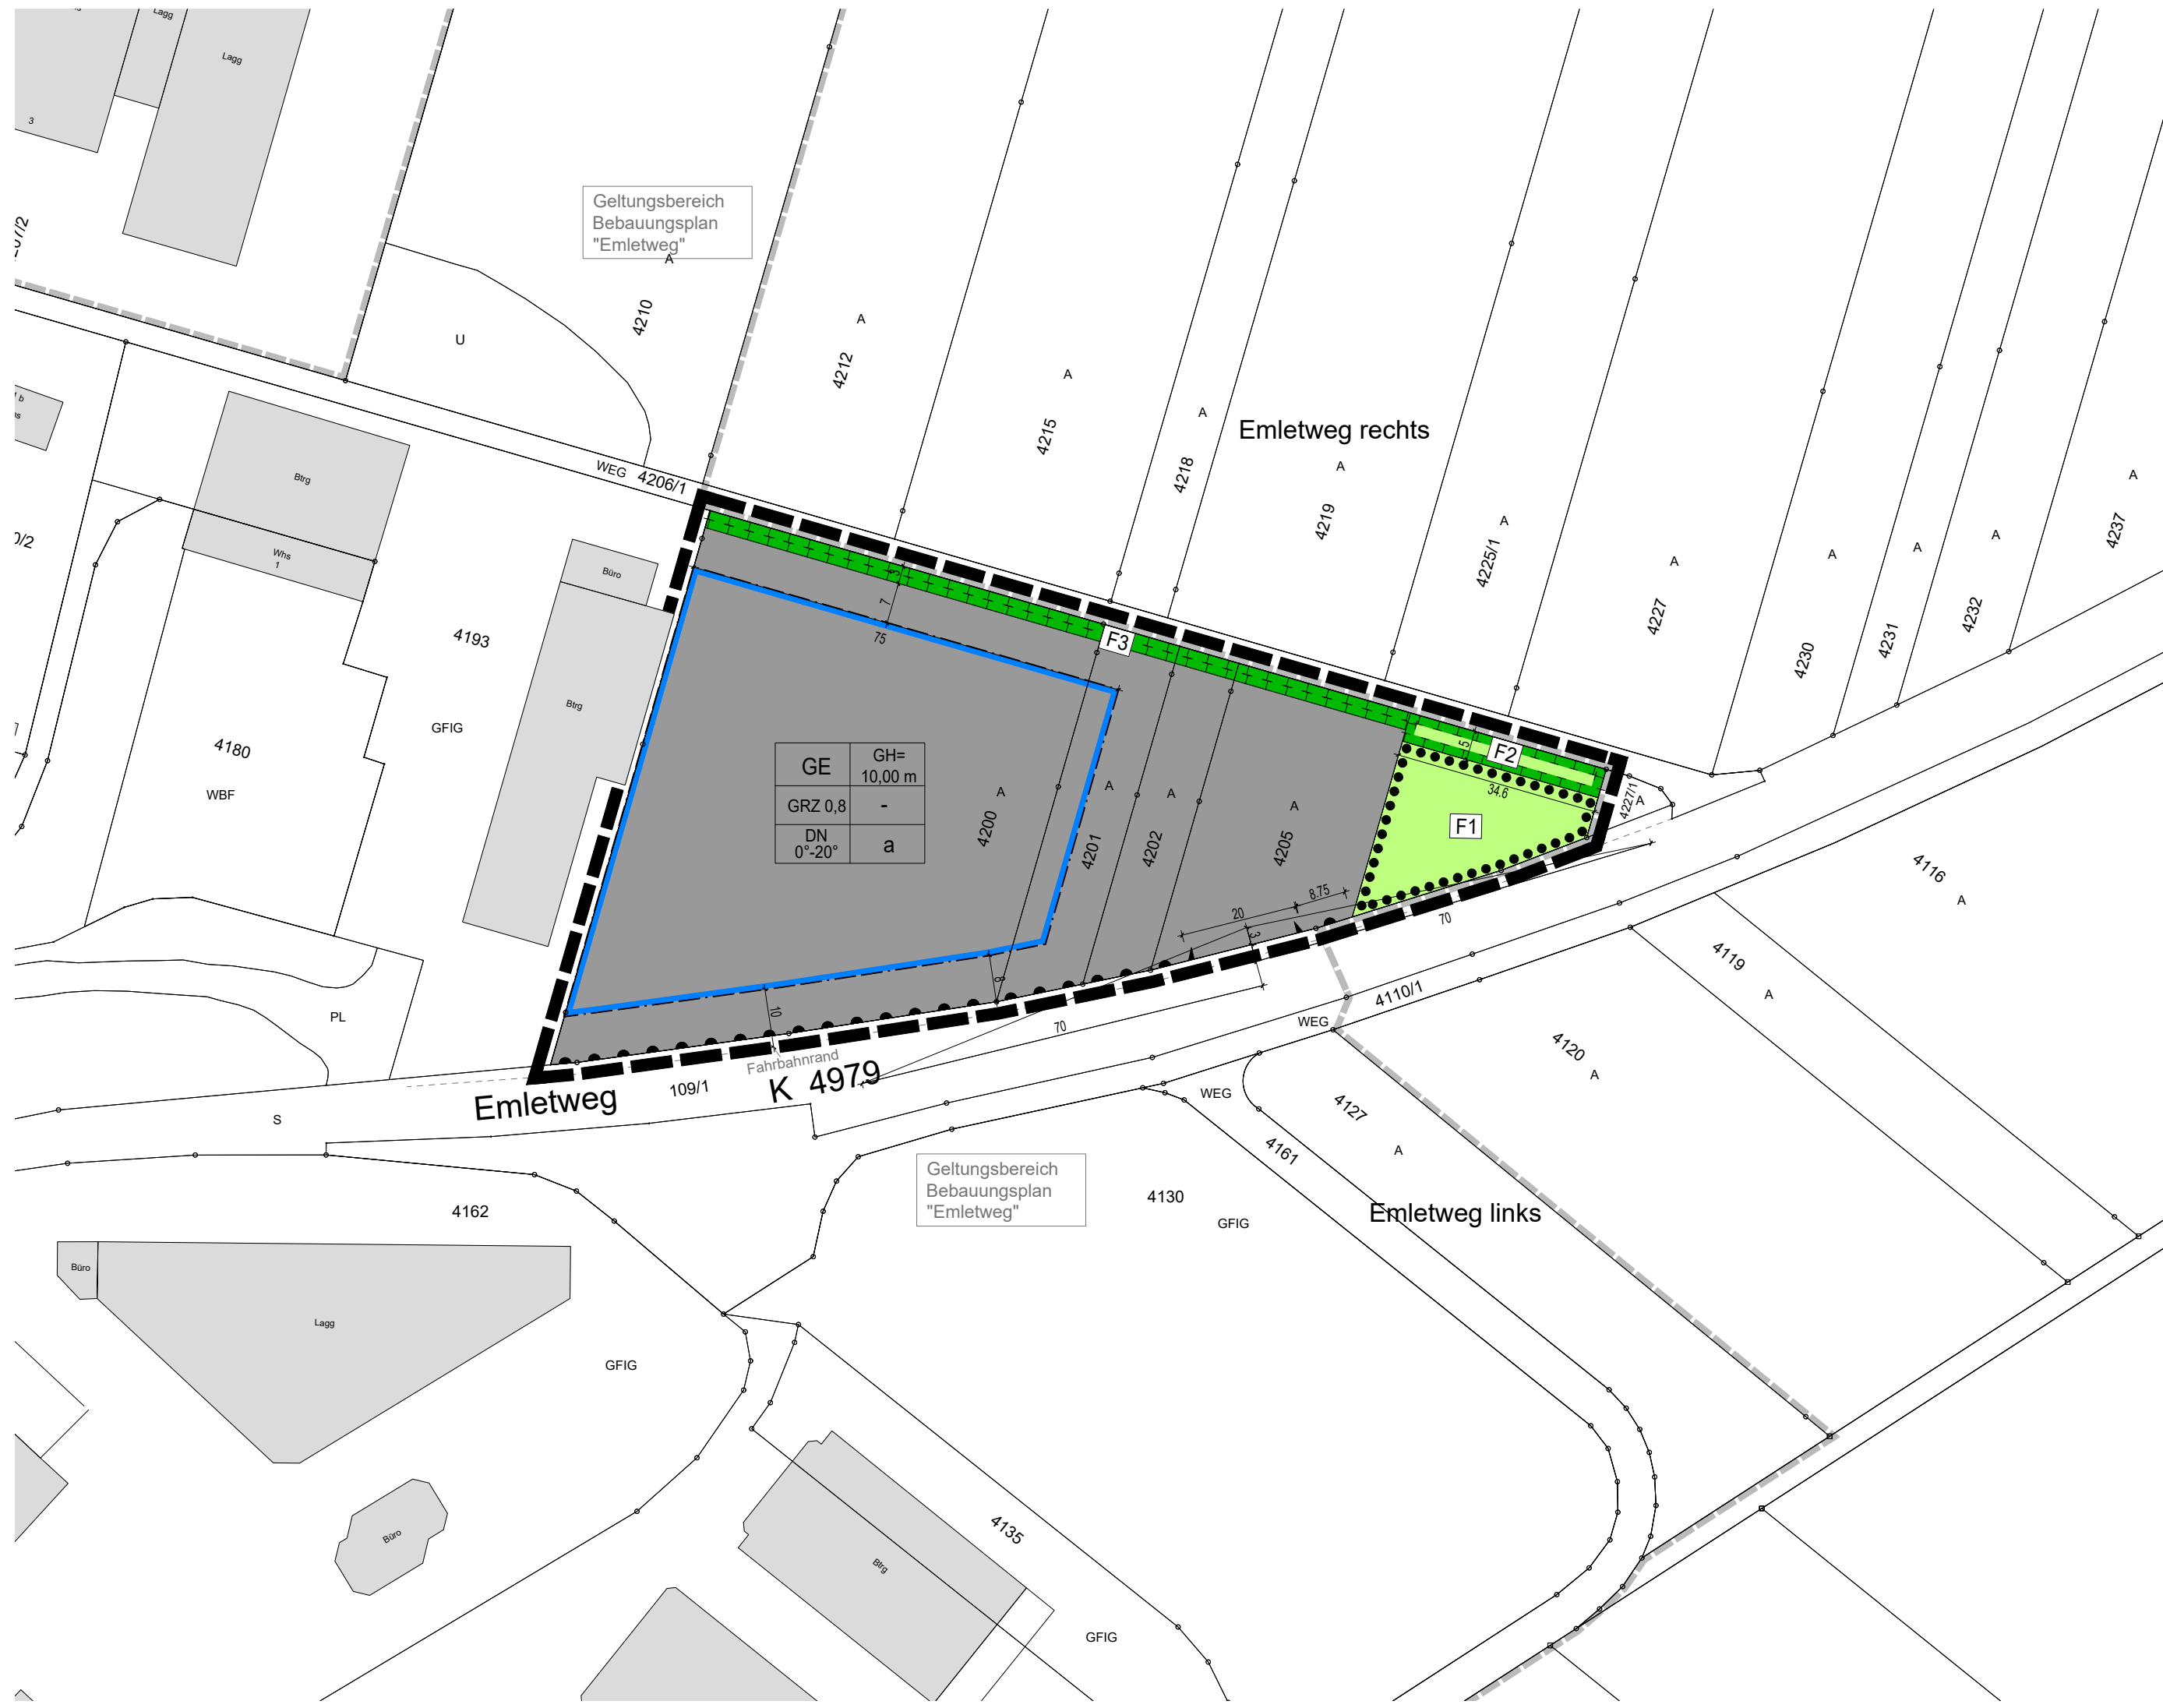 Lagg
Lagg
3
Geltungsbereich
Bebauungsplan
"Emletweg"
A
4210
U
A
4212
A
4215
A
4218
Emletweg rechts
A
4219
A
4225/1
A
4227
A
4230
A
4231
A
4232
A
4237
WEG 4206/1
Btrg
Whs
1
Büro
Btrg
4193
GFIG
4180
WBF
PL
0/2
b
7
5
75
F3
GE
GH=
10,00 m
GRZ 0,8
-
DN
0°-20°
a
A
4200
A
4201
A
4202
A
4205
5
F2
34.6
F1
4227/1
A
8.75
20
3
70
70
10
Fahrbahnrand
K 4979
109/1
Emletweg
S
4110/1
WEG
WEG
4116
A
4119
A
4120
A
4127
A
4161
Emletweg links
Geltungsbereich
Bebauungsplan
"Emletweg"
4130
GFIG
4162
Büro
Lagg
GFIG
Büro
4135
Btrg
GFIG